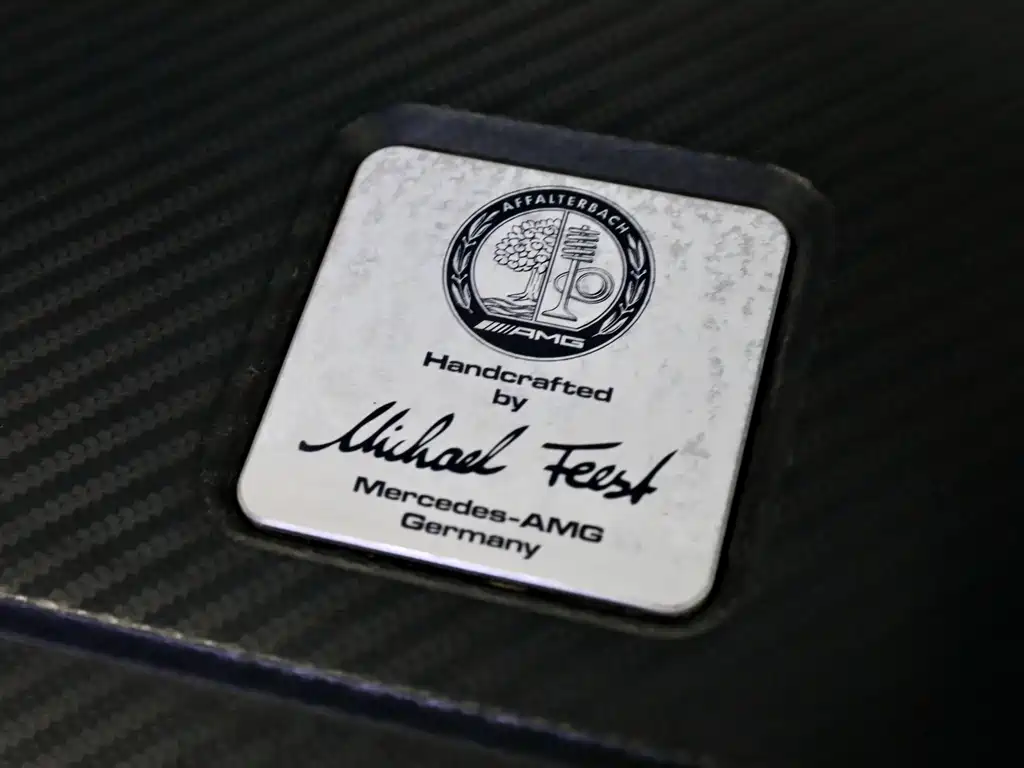 AFFALTERBACH
AMG
Handcrafted
by
Michael Feest
Mercedes-AMG
Germany